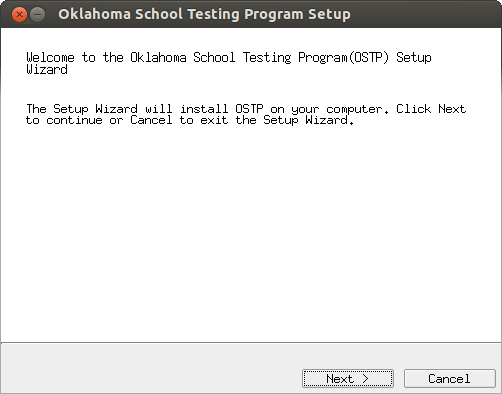 Oklahoma School Testing Program Setup
Welcome to the Oklahoma School Testing Program(OSTP) Setup
Wizard
The Setup Wizard will install OSTP on your computer. Click Next
to continue or Cancel to exit the Setup Wizard.
Next >
Cancel